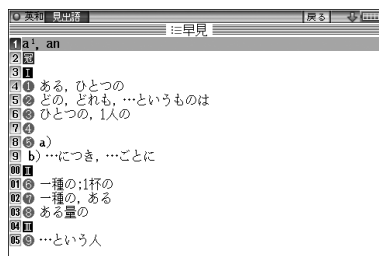 英和 見出語 戻る
早見
1 a¹, an
2 冠
3 I
4 ❶ ある, ひとつの
5 ❷ どの, どれも, …というものは
6 ❸ ひとつの, 1人の
7 ❹
8 ❺ a)
9 b) …につき, …ごとに
00 II
01 ❻ 一種の;1杯の
02 ❼ 一種の, ある
03 ❽ ある量の
04 III
05 ❾ …という人